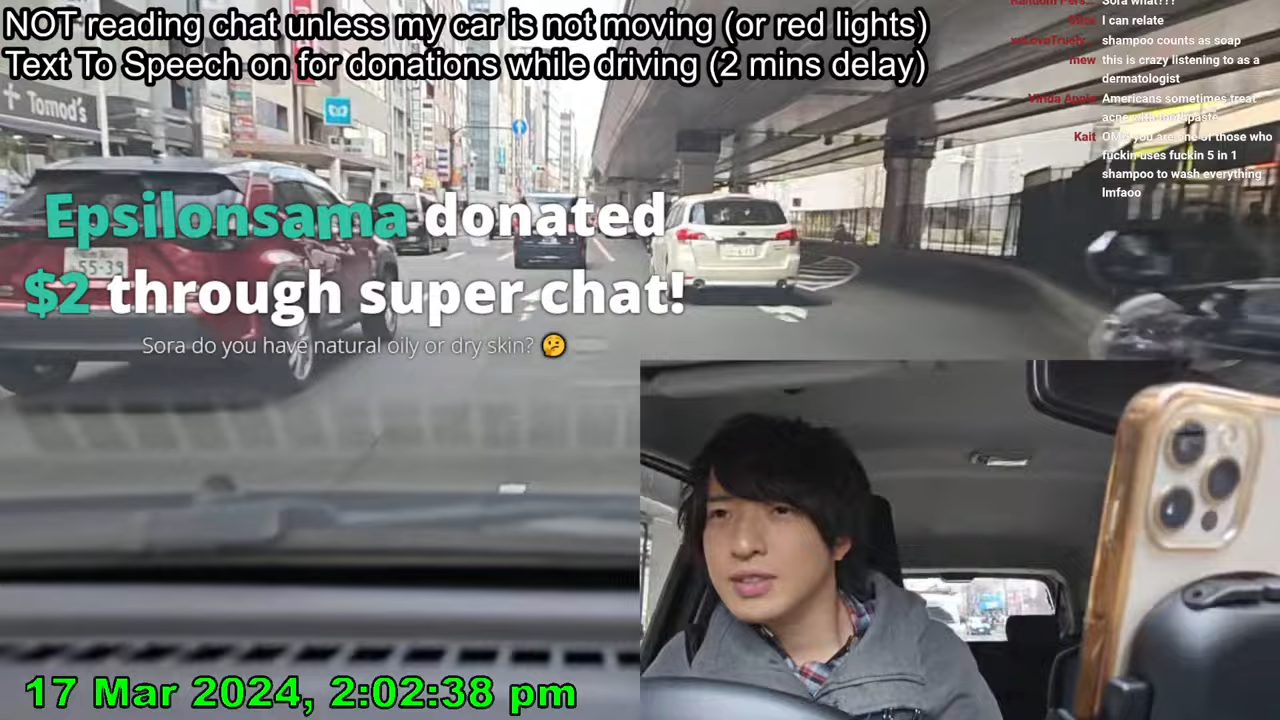 NOT reading chat unless my car is not moving (or red lights)
Text To Speech on for donations while driving (2 mins delay)
Tomod's
Epsilonsama donated
$2 through super chat!
Sora do you have natural oily or dry skin? 🤔
Sora what???
I can relate
shampoo counts as soap
mew this is crazy listening to as a
dermatologist
Vinda Apple Americans sometimes treat
acne with toothpaste
Kait OMG you are one of those who
fuckin uses fuckin 5 in 1
shampoo to wash everything
lmfaoo
17 Mar 2024, 2:02:38 pm